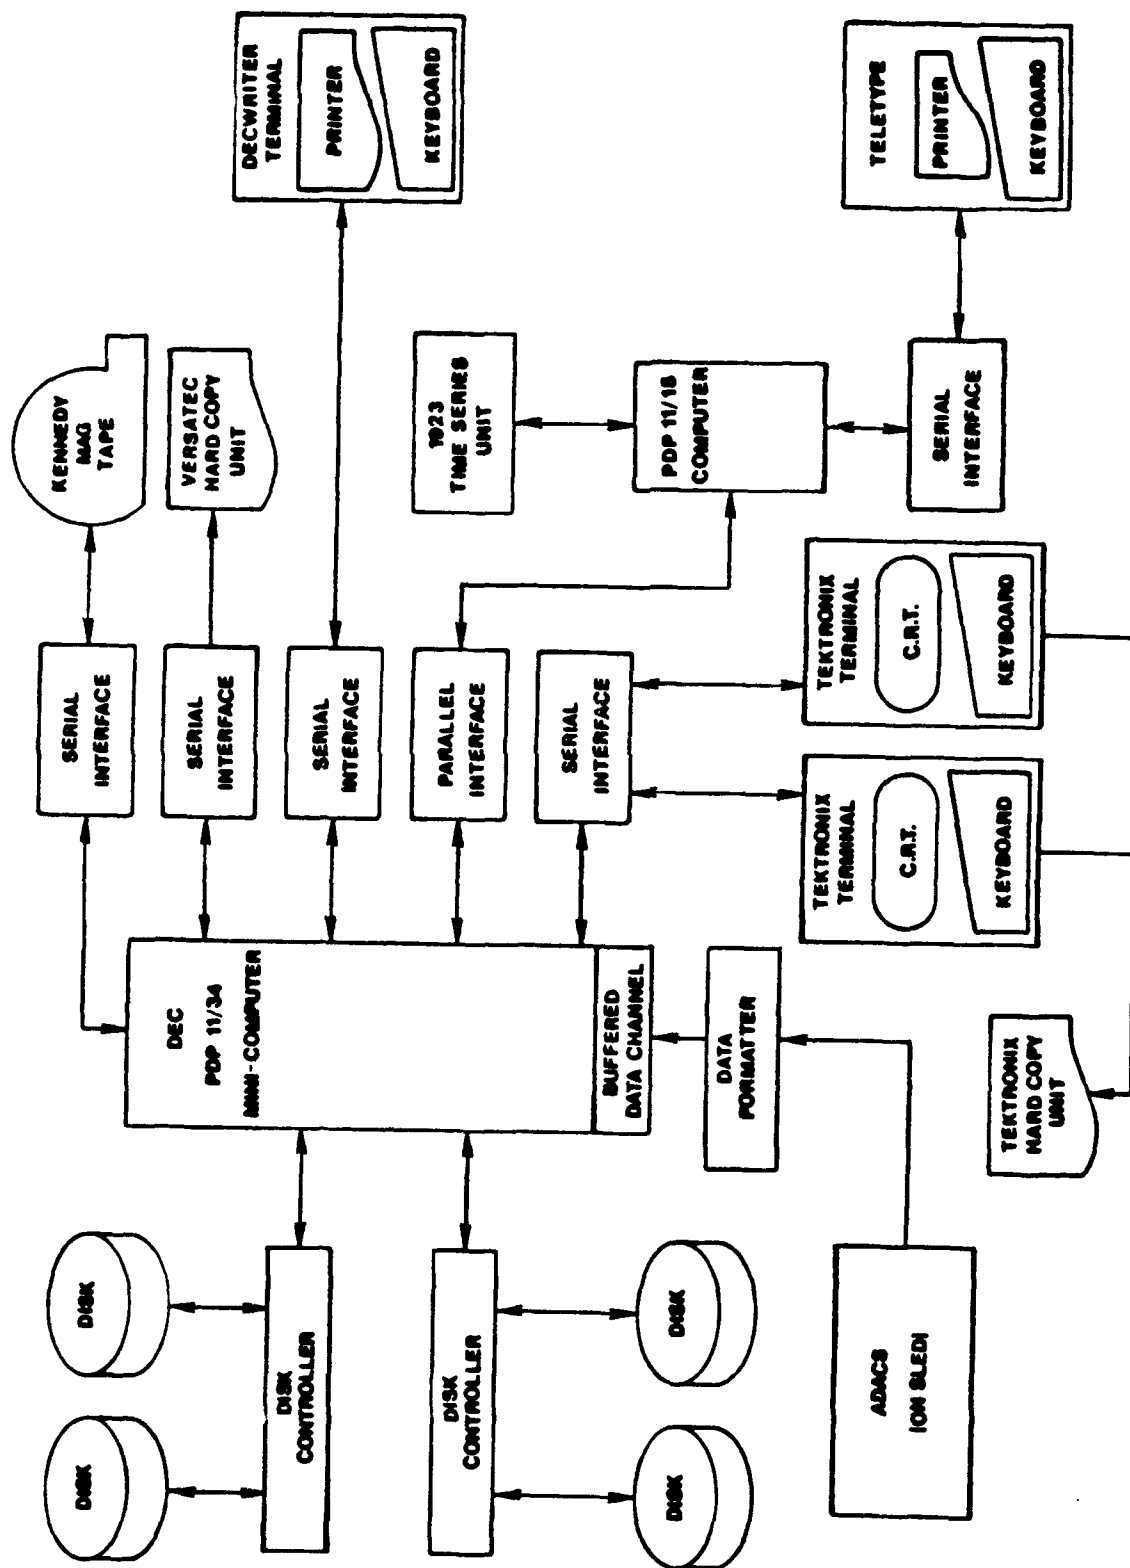 DISK
DISK
DISK
CONTROLLER
DISK
CONTROLLER
DISK
DISK
ADACS
(ON SLED)
DEC
PDP 11/34
MINI-COMPUTER
BUFFERED
DATA CHANNEL
DATA
FORMATTER
TEKTRONIX
HARD COPY
UNIT
SERIAL
INTERFACE
SERIAL
INTERFACE
SERIAL
INTERFACE
PARALLEL
INTERFACE
SERIAL
INTERFACE
TEKTRONIX
TERMINAL
C.R.T.
KEYBOARD
TEKTRONIX
TERMINAL
C.R.T.
KEYBOARD
KENNEDY
MAG
TAPE
VERSATEC
HARD COPY
UNIT
1923
TIME SERIES
UNIT
PDP 11/15
COMPUTER
SERIAL
INTERFACE
DECWRITER
TERMINAL
PRINTER
KEYBOARD
TELETYPE
PRINTER
KEYBOARD